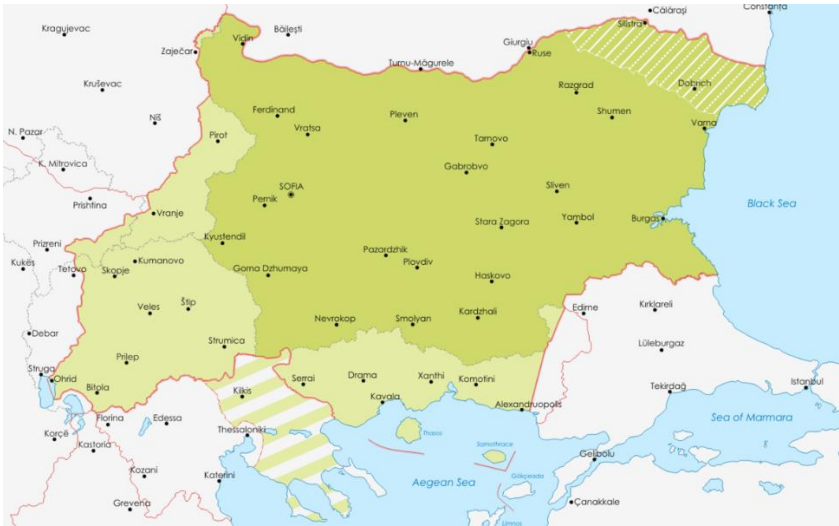 Kragujevac
Vidin
Băilești
Călărași
Constanța
Silistra
Zaječar
Turnu-Măgurele
Giurgiu
Ruse
Kruševac
Razgrad
Dobrich
Ferdinand
Pleven
Shumen
Niš
Vratsa
Varna
N. Pazar
Pirot
Tarnovo
K. Mitrovica
Gabrobvo
SOFIA
Sliven
Prishtina
Pernik
Black Sea
Vranje
Stara Zagora
Yambol
Burgas
Prizreni
Kyustendil
Kukës
Kumanovo
Pazardzhik
Tetovo
Skopje
Gorna Dzhumaya
Plovdiv
Haskovo
Veles
Štip
Edirne
Kırklareli
Debar
Nevrokop
Smolyan
Kardzhali
Strumica
Lüleburgaz
Prilep
Struga
Ohrid
Bitola
Kilkis
Serrai
Drama
Xanthi
Komotini
Tekirdağ
Istanbul
Kavala
Alexandruopolis
Florina
Edessa
Thessaloniki
Sea of Marmara
Korçë
Kastoria
Thasos
Samothrace
Gelibolu
Kozani
Katerini
Aegean Sea
Gökçeada
Çanakkale
Grevena
Limnos